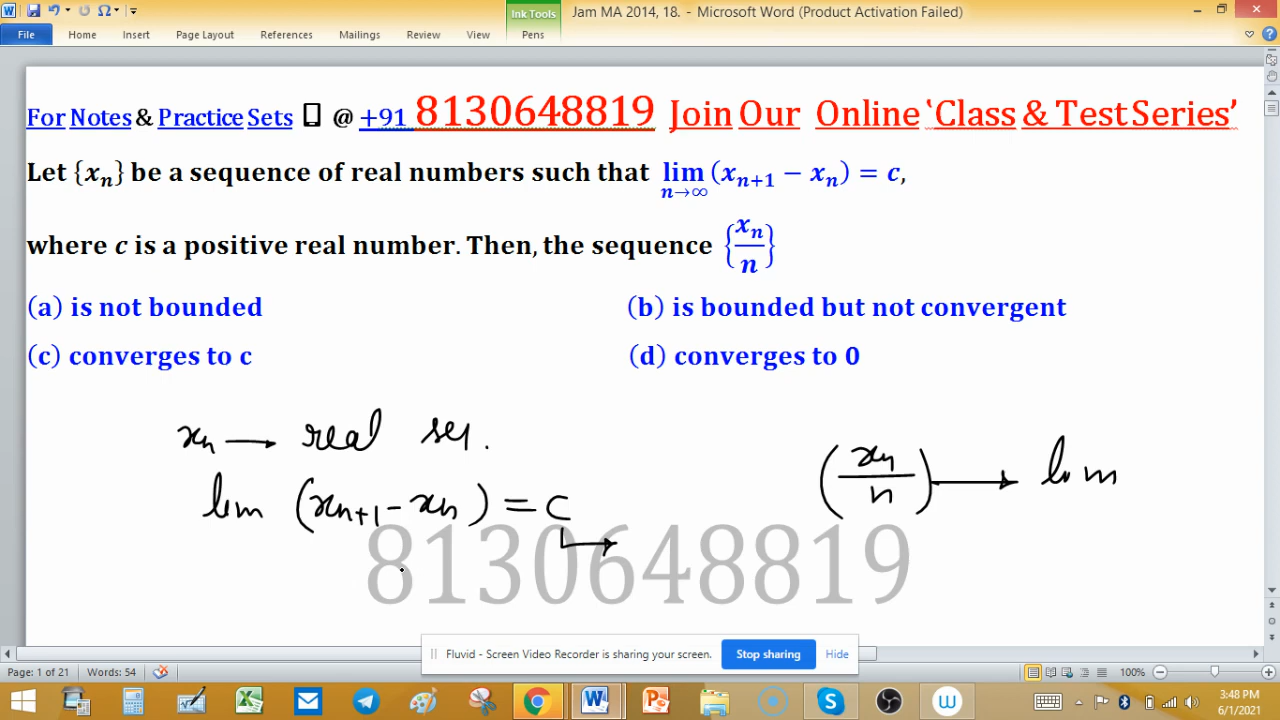 Jam MA 2014, 18. - Microsoft Word (Product Activation Failed)
Ink Tools
File Home Insert Page Layout References Mailings Review View Pens
For Notes & Practice Sets @ +91 8130648819 Join Our Online 'Class & Test Series'
Let {xₙ} be a sequence of real numbers such that lim n→∞ (xₙ₊₁ − xₙ) = c,
where c is a positive real number. Then, the sequence {xₙ/n}
(a) is not bounded (b) is bounded but not convergent
(c) converges to c (d) converges to 0
xₙ → real seq.
(xₙ/n) → lim
lim (xₙ₊₁ − xₙ) = c
8130648819
Fluvid - Screen Video Recorder is sharing your screen. Stop sharing Hide
Page: 1 of 21 Words: 54 100%
3:48 PM
6/1/2021